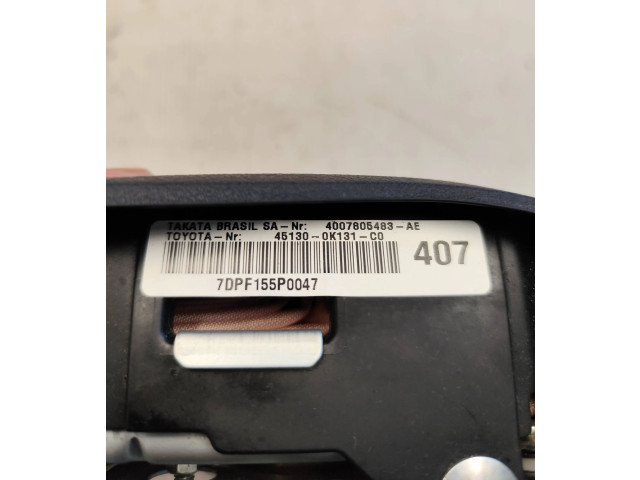 TAKATA BRASIL SA-Nr: 4007805483-AE
TOYOTA-Nr: 45130-0K131-C0
407
7DPF155P0047